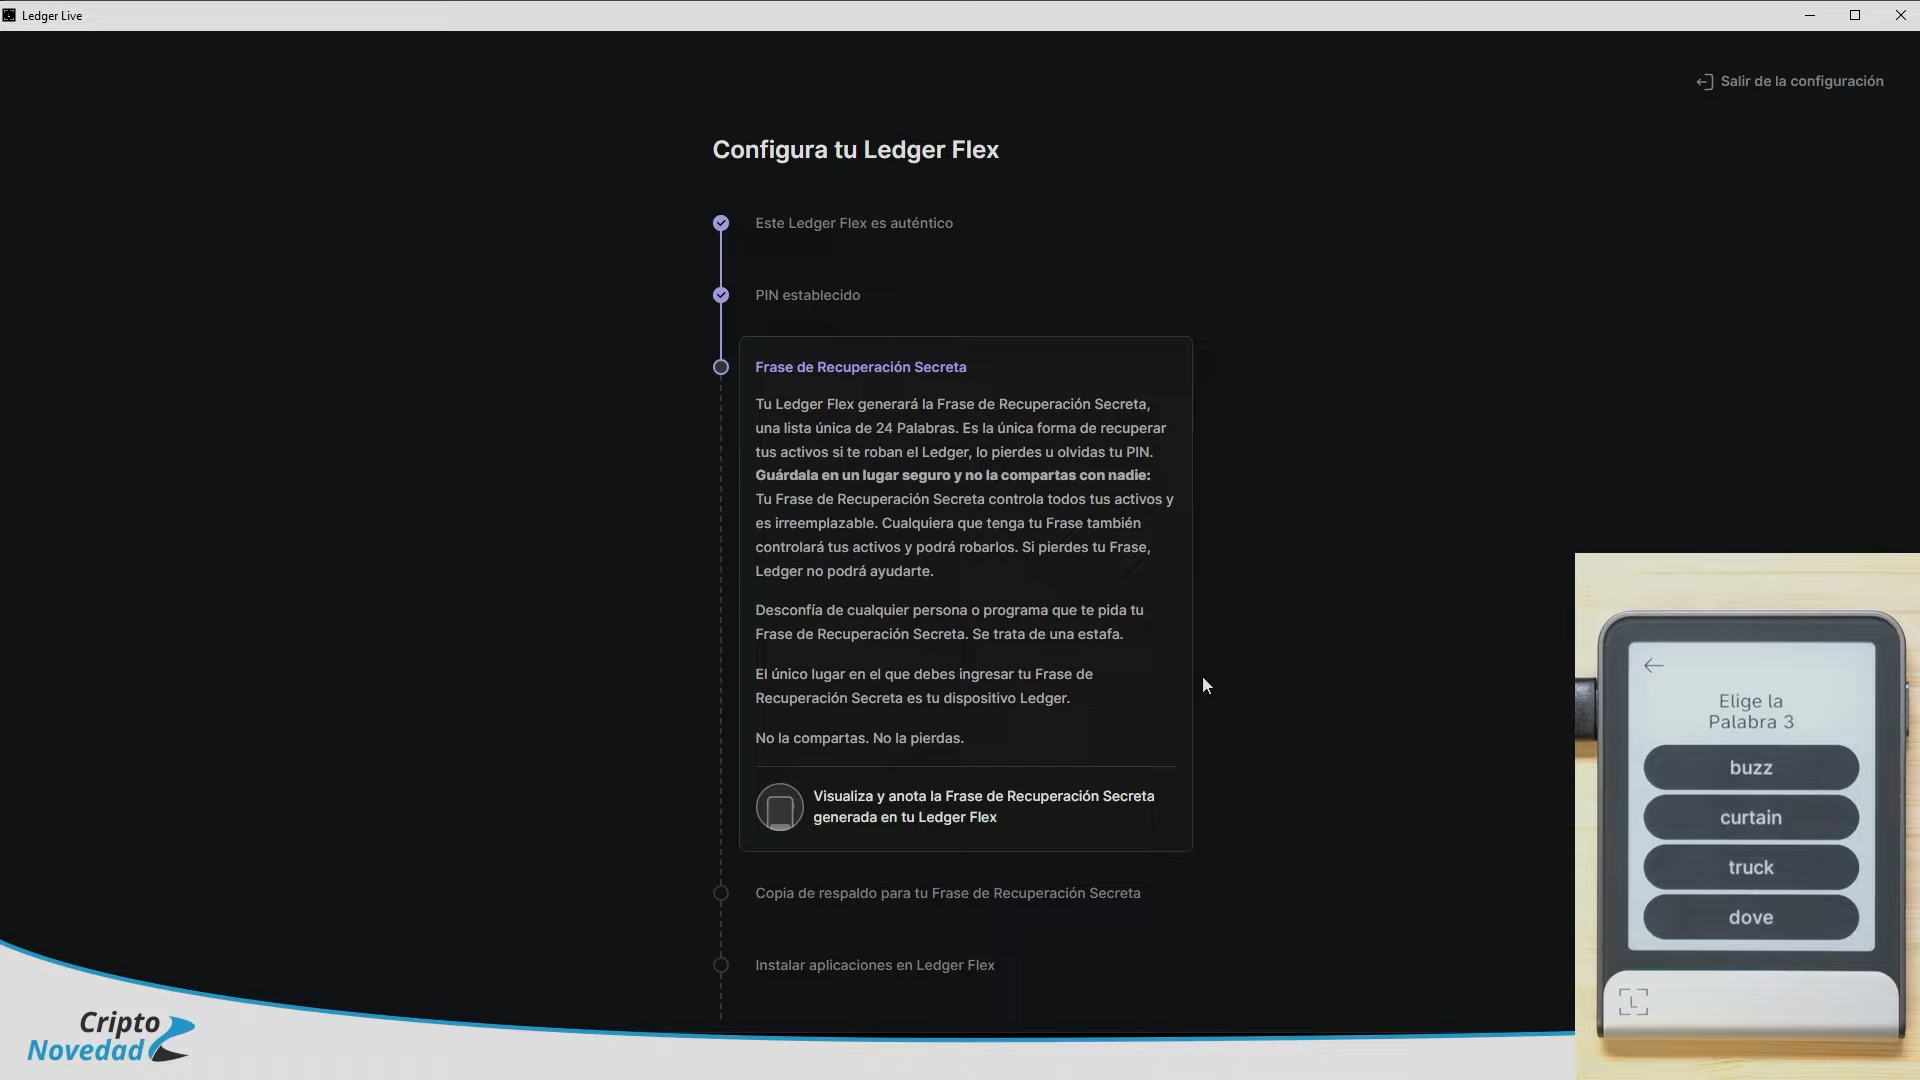 Ledger Live
Salir de la configuración
Configura tu Ledger Flex
Este Ledger Flex es auténtico
PIN establecido
Frase de Recuperación Secreta
Tu Ledger Flex generará la Frase de Recuperación Secreta,
una lista única de 24 Palabras. Es la única forma de recuperar
tus activos si te roban el Ledger, lo pierdes u olvidas tu PIN.
Guárdala en un lugar seguro y no la compartas con nadie:
Tu Frase de Recuperación Secreta controla todos tus activos y
es irreemplazable. Cualquiera que tenga tu Frase también
controlará tus activos y podrá robarlos. Si pierdes tu Frase,
Ledger no podrá ayudarte.
Desconfía de cualquier persona o programa que te pida tu
Frase de Recuperación Secreta. Se trata de una estafa.
El único lugar en el que debes ingresar tu Frase de
Recuperación Secreta es tu dispositivo Ledger.
No la compartas. No la pierdas.
Visualiza y anota la Frase de Recuperación Secreta
generada en tu Ledger Flex
Copia de respaldo para tu Frase de Recuperación Secreta
Instalar aplicaciones en Ledger Flex
Elige la
Palabra 3
buzz
curtain
truck
dove
L
Cripto
Novedad